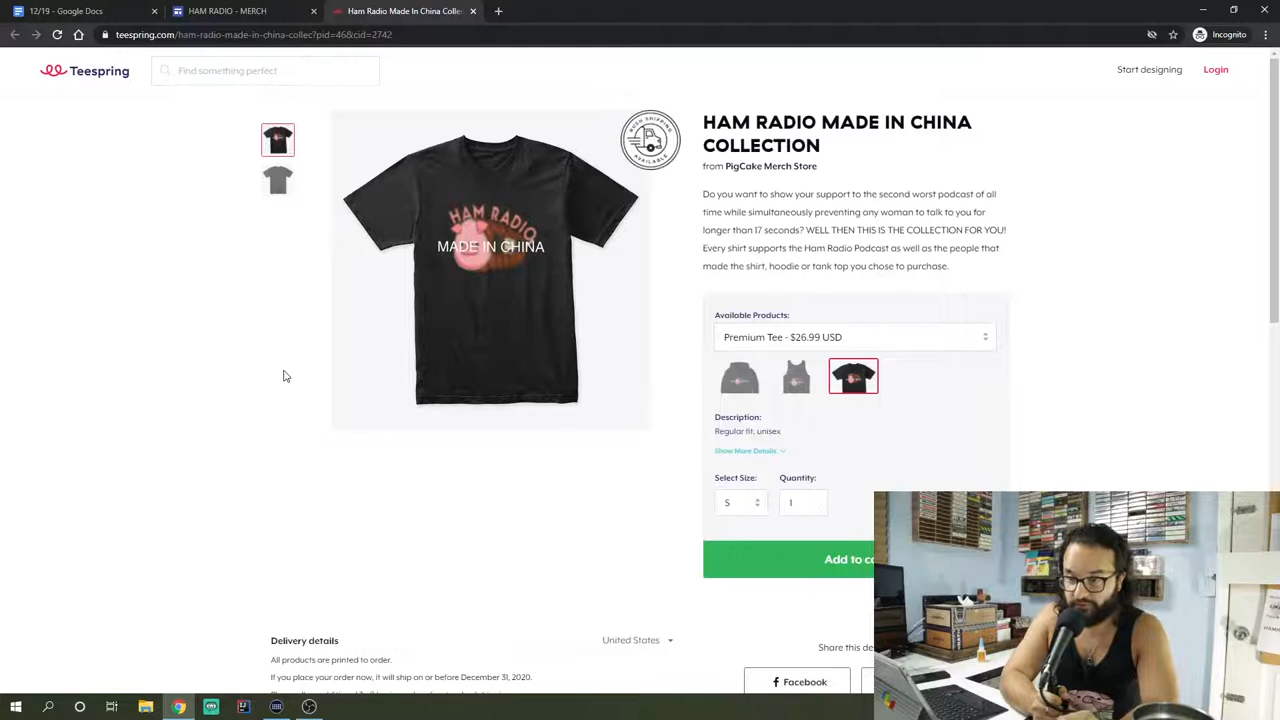 12/19 - Google Docs
HAM RADIO - MERCH
Ham Radio Made In China Colle
teespring.com/ham-radio-made-in-china-collec?pid=468&cid=2742
Incognito
Teespring
Find something perfect
Start designing
Login
RUSH SHIPPING
AVAILABLE
HAM RADIO
MADE IN CHINA
HAM RADIO MADE IN CHINA
COLLECTION
from PigCake Merch Store
Do you want to show your support to the second worst podcast of all
time while simultaneously preventing any woman to talk to you for
longer than 17 seconds? WELL THEN THIS IS THE COLLECTION FOR YOU!
Every shirt supports the Ham Radio Podcast as well as the people that
made the shirt, hoodie or tank top you chose to purchase.
Available Products:
Premium Tee - $26.99 USD
Description:
Regular fit, unisex
Show More Details
Select Size:
Quantity:
S
1
Add to c
Delivery details
United States
All products are printed to order.
If you place your order now, it will ship on or before December 31, 2020.
Share this de
Facebook